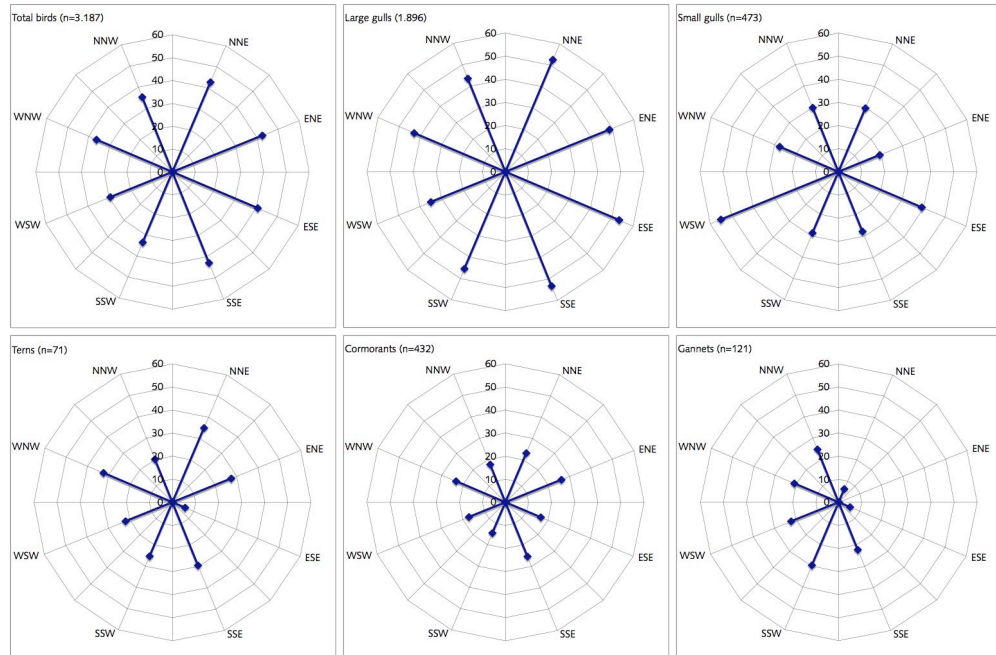 Total birds (n=3.187)
NNW
60
NNE
50
40
30
WNW
20
ENE
10
0
WSW
ESE
SSW
SSE
Large gulls (1.896)
NNW
60
NNE
50
40
30
WNW
20
ENE
10
0
WSW
ESE
SSW
SSE
Small gulls (n=473)
NNW
60
NNE
50
40
30
WNW
20
ENE
10
0
WSW
ESE
SSW
SSE
Terns (n=71)
NNW
60
NNE
50
40
30
WNW
20
ENE
10
0
WSW
ESE
SSW
SSE
Cormorants (n=432)
NNW
60
NNE
50
40
30
WNW
20
ENE
10
0
WSW
ESE
SSW
SSE
Gannets (n=121)
NNW
60
NNE
50
40
30
WNW
20
ENE
10
0
WSW
ESE
SSW
SSE